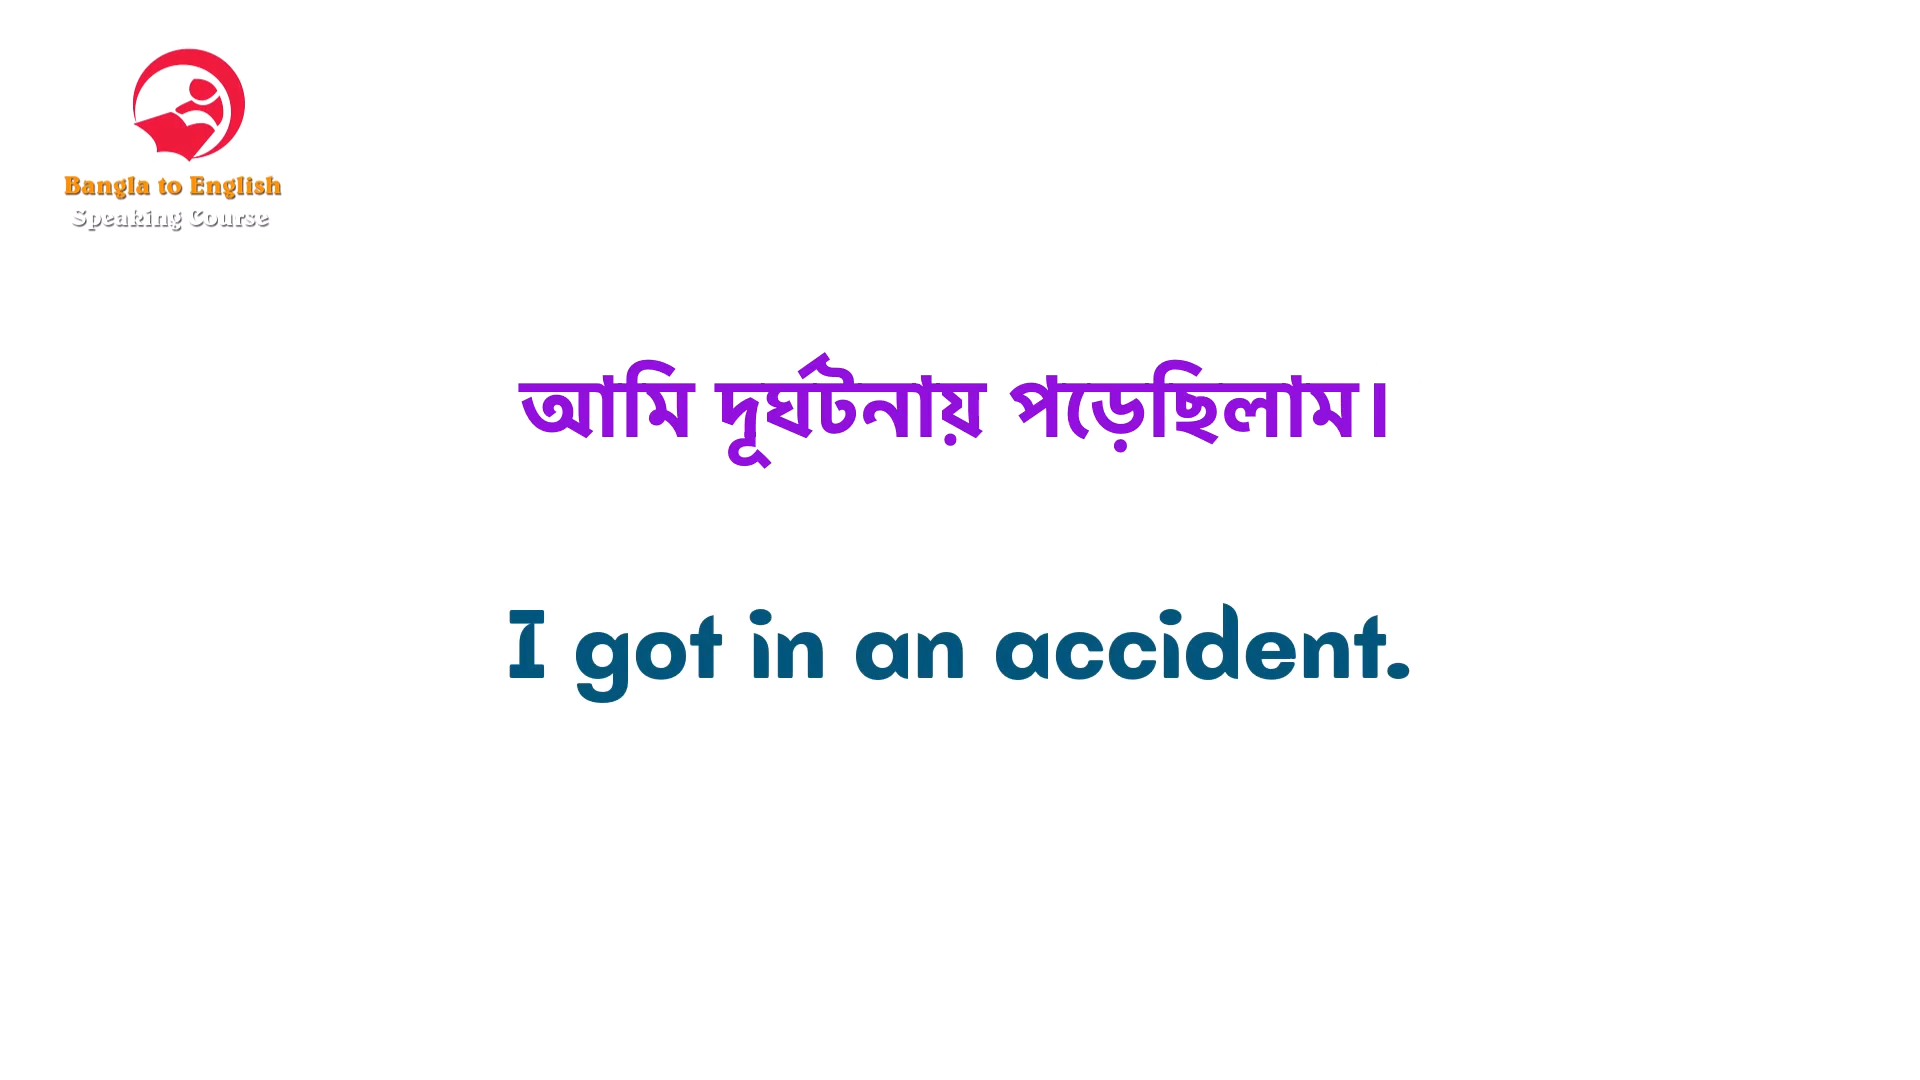 Bangla to English
Speaking Course
আমি দূর্ঘটনায় পড়েছিলাম।
I got in an accident.